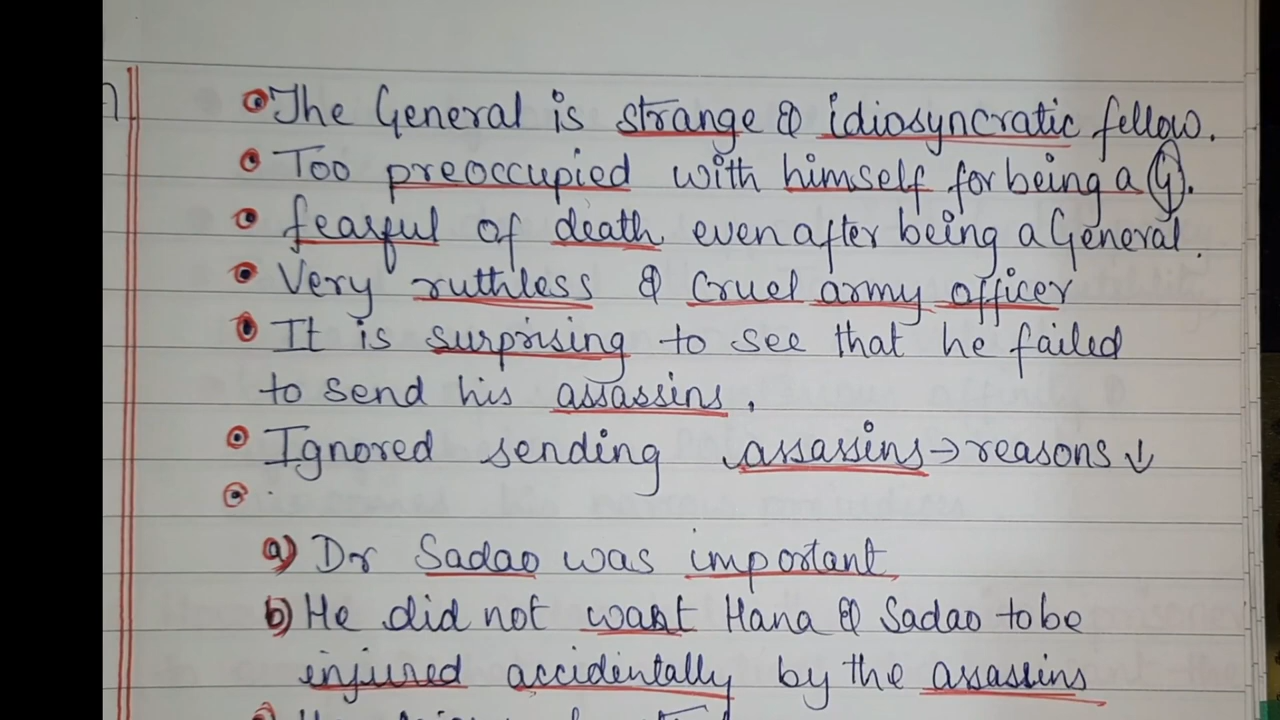 •The General is strange & idiosyncratic fellow.
• Too preoccupied with himself for being a G.
• fearful of death even after being a General.
• Very ruthless & cruel army officer
• It is surprising to see that he failed
to send his assassins.
• Ignored sending assassins→reasons↓
•
a) Dr Sadao was important
b) He did not want Hana & Sadao to be
injured accidentally by the assassins